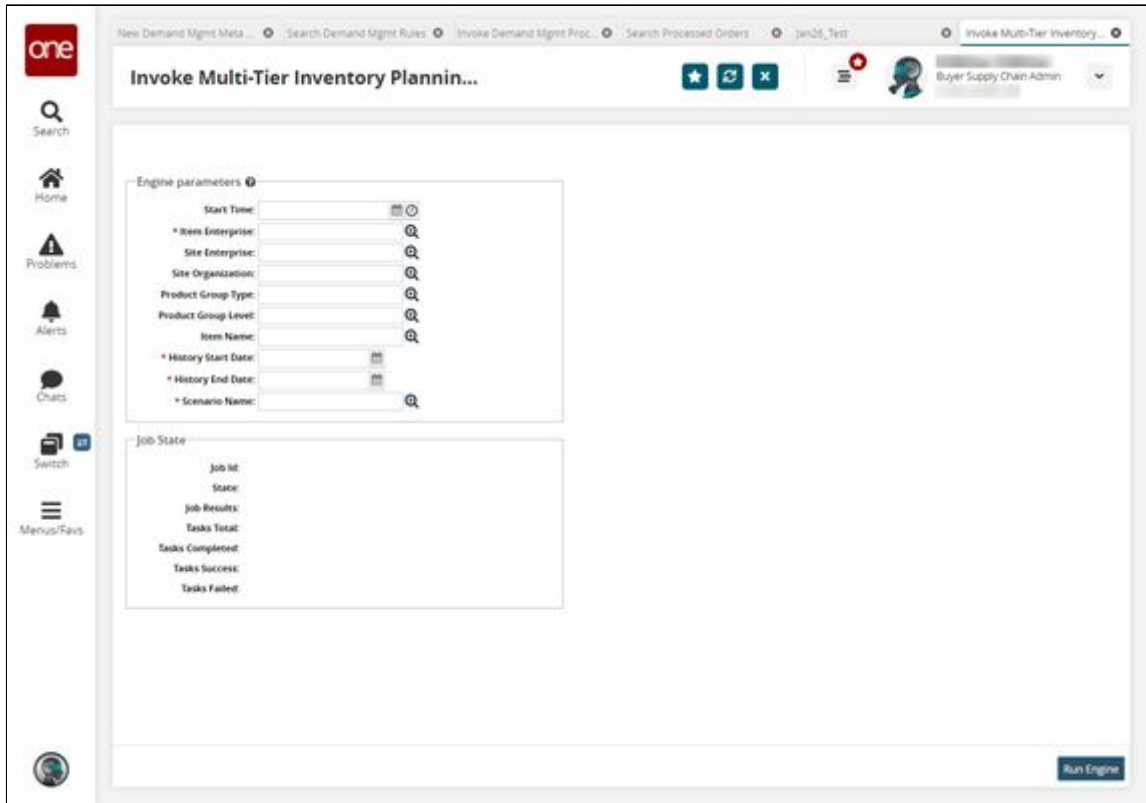 one
New Demand Mgmt Meta ... Search Demand Mgmt Rules Invoke Demand Mgmt Proc... Search Processed Orders Jan26_Test Invoke Multi-Tier Inventory...
Invoke Multi-Tier Inventory Plannin...
Buyer Supply Chain Admin
Search
Home
Problems
Alerts
Chats
Switch
Menus/Favs
Engine parameters
Start Time:
* Item Enterprise:
Site Enterprise:
Site Organization:
Product Group Type:
Product Group Level:
Item Name:
* History Start Date:
* History End Date:
* Scenario Name:
Job State
Job Id:
State:
Job Results:
Tasks Total:
Tasks Completed:
Tasks Success:
Tasks Failed:
Run Engine